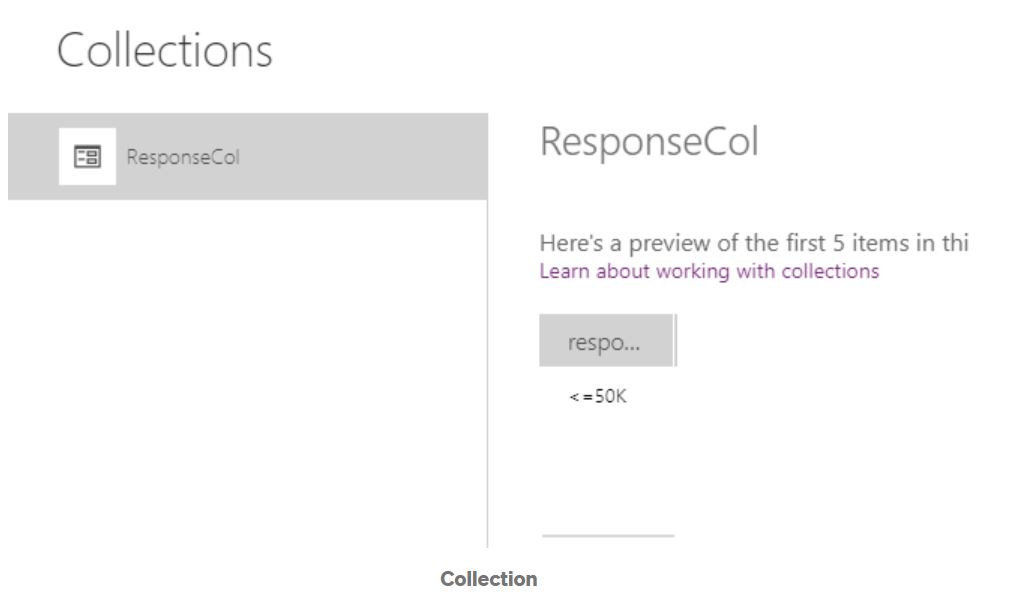 Collections
ResponseCol
ResponseCol
Here's a preview of the first 5 items in thi
Learn about working with collections
respo...
<=50K
Collection